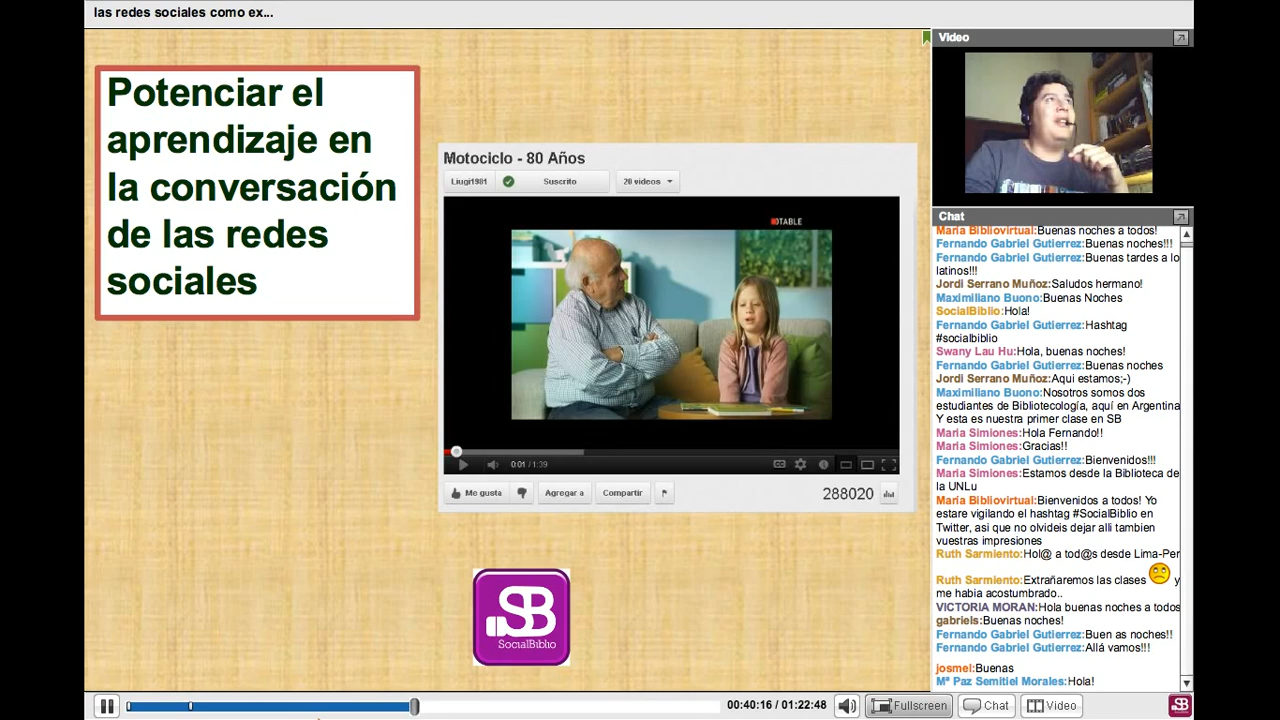 las redes sociales como ex...
Potenciar el
aprendizaje en
la conversación
de las redes
sociales
Motociclo - 80 Años
Liugi1981
Suscrito
20 videos
TABLE
0:01 / 1:39
Me gusta
Agregar a
Compartir
288020
SB
SocialBiblio
Video
Chat
María Bibliovirtual:Buenas noches a todos!
Fernando Gabriel Gutierrez:Buenas noches!!!
Fernando Gabriel Gutierrez:Buenas tardes a lo
latinos!!!
Jordi Serrano Muñoz:Saludos hermano!
Maximiliano Buono:Buenas Noches
SocialBiblio:Hola!
Fernando Gabriel Gutierrez:Hashtag
#socialbiblio
Swany Lau Hu:Hola, buenas noches!
Fernando Gabriel Gutierrez:Buenas noches
Jordi Serrano Muñoz:Aqui estamos;-)
Maximiliano Buono:Nosotros somos dos
estudiantes de Bibliotecología, aquí en Argentina
Y esta es nuestra primer clase en SB
Maria Simiones:Hola Fernando!!
Maria Simiones:Gracias!!
Fernando Gabriel Gutierrez:Bienvenidos!!!
Maria Simiones:Estamos desde la Biblioteca de
la UNLu
María Bibliovirtual:Bienvenidos a todos! Yo
estare vigilando el hashtag #SocialBiblio en
Twitter, asi que no olvideis dejar alli tambien
vuestras impresiones
Ruth Sarmiento:Hol@ a tod@s desde Lima-Per
Ruth Sarmiento:Extrañaremos las clases y
me habia acostumbrado..
VICTORIA MORAN:Hola buenas noches a todos
gabriels:Buenas noches!
Fernando Gabriel Gutierrez:Buen as noches!!
Fernando Gabriel Gutierrez:Allá vamos!!!
josmel:Buenas
Mª Paz Semitiel Morales:Hola!
00:40:16 / 01:22:48
Fullscreen
Chat
Video
SB